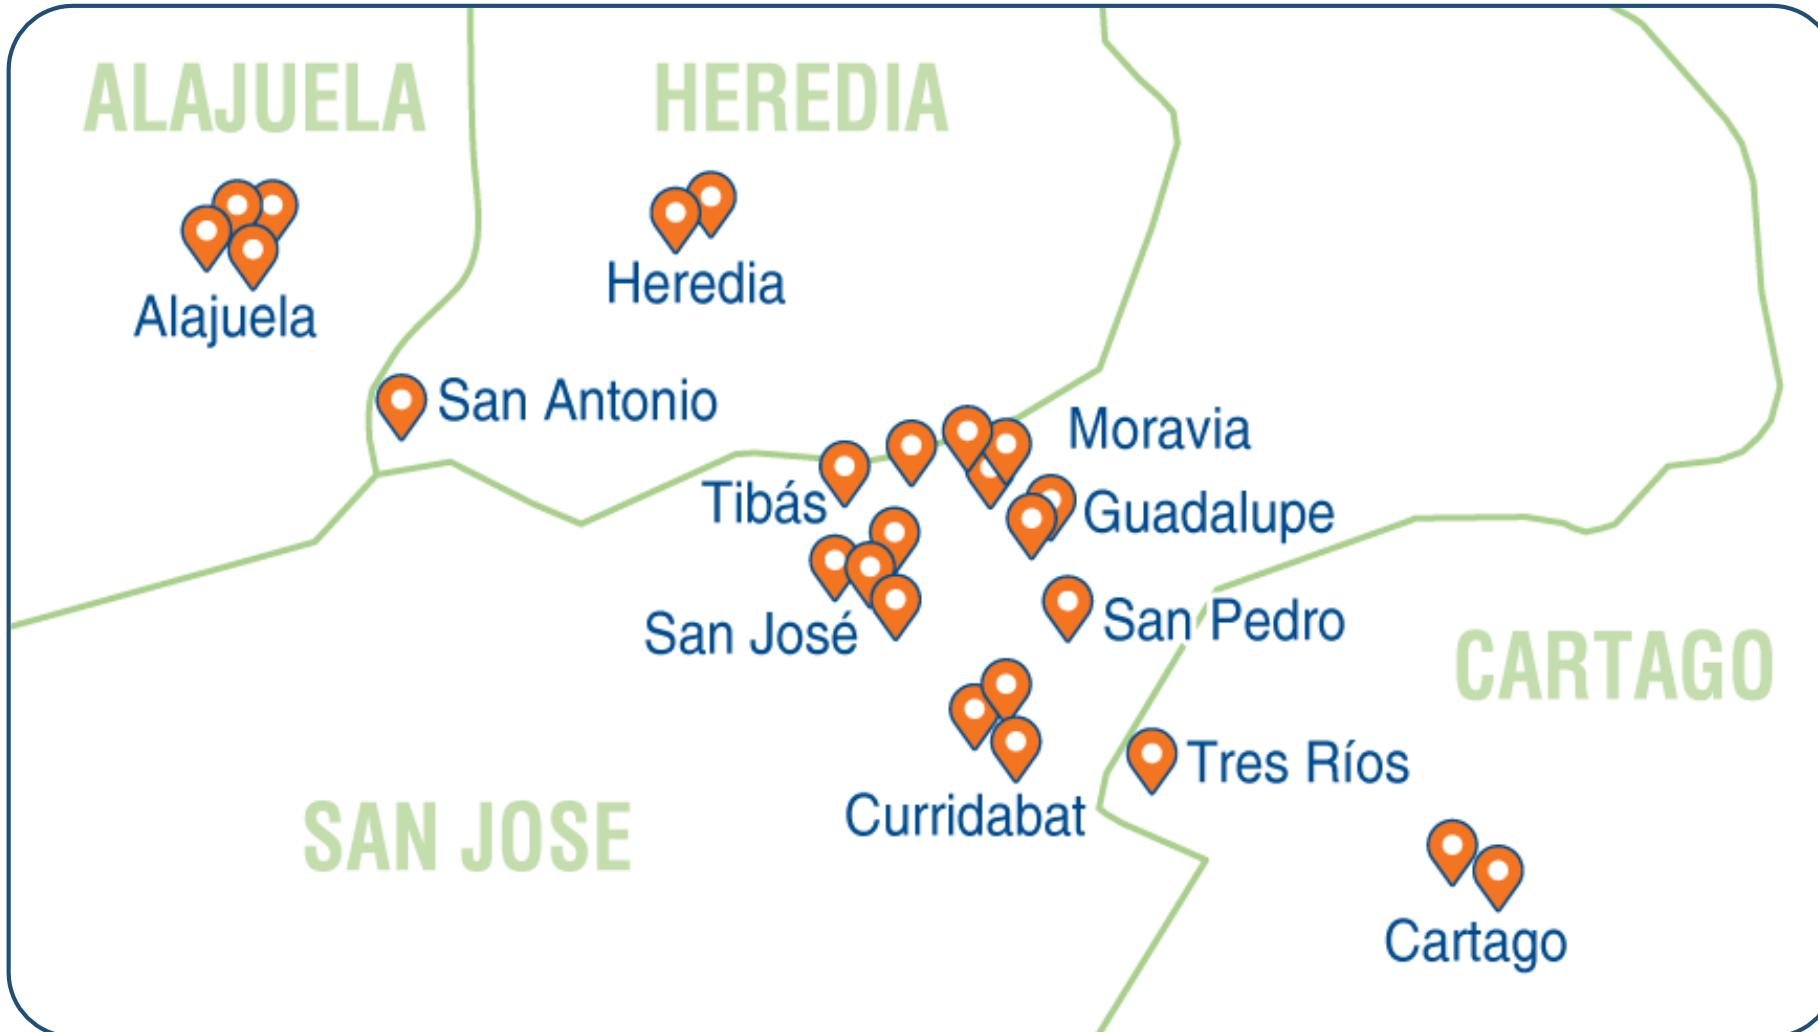 ALAJUELA
HEREDIA
Heredia
Alajuela
San Antonio
Moravia
Tibás
Guadalupe
San José
San Pedro
CARTAGO
Tres Ríos
Curridabat
SAN JOSE
Cartago